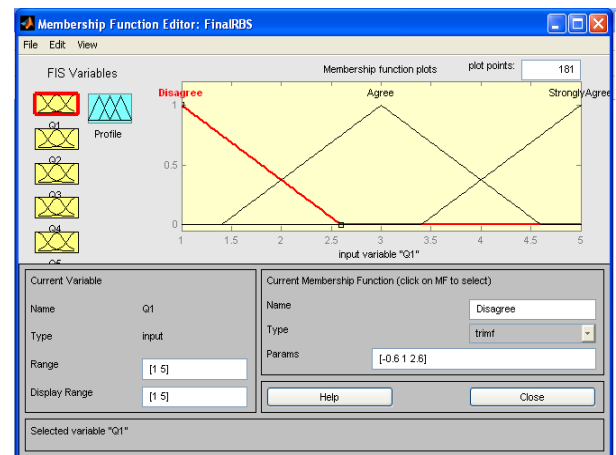 Membership Function Editor: FinalRBS
File Edit View
FIS Variables
Membership function plots
plot points:
181
Q1
Q2
Q3
Q4
Q5
Profile
Disagree
Agree
StronglyAgree
1
0.5
0
1 1.5 2 2.5 3 3.5 4 4.5 5
input variable "Q1"
Current Variable
Name Q1
Type input
Range [1 5]
Display Range [1 5]
Current Membership Function (click on MF to select)
Name Disagree
Type trimf
Params [-0.6 1 2.6]
Help Close
Selected variable "Q1"